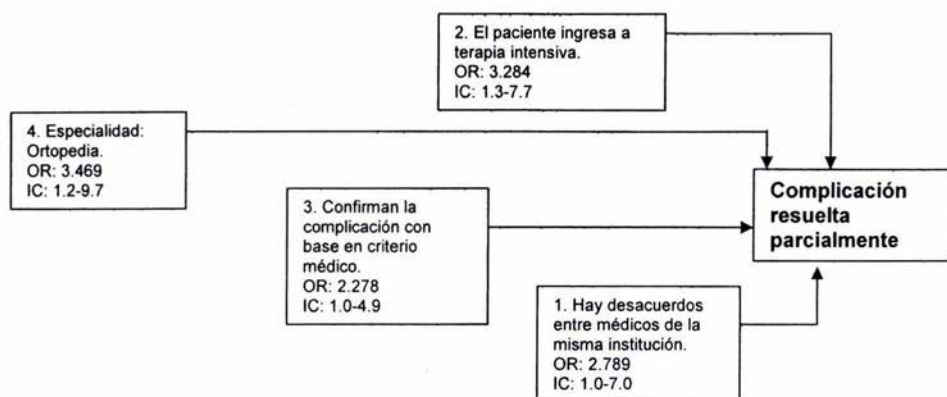 2. El paciente ingresa a
terapia intensiva.
OR: 3.284
IC: 1.3-7.7
4. Especialidad:
Ortopedia.
OR: 3.469
IC: 1.2-9.7
3. Confirman la
complicación con
base en criterio
médico.
OR: 2.278
IC: 1.0-4.9
Complicación
resuelta
parcialmente
1. Hay desacuerdos
entre médicos de la
misma institución.
OR: 2.789
IC: 1.0-7.0